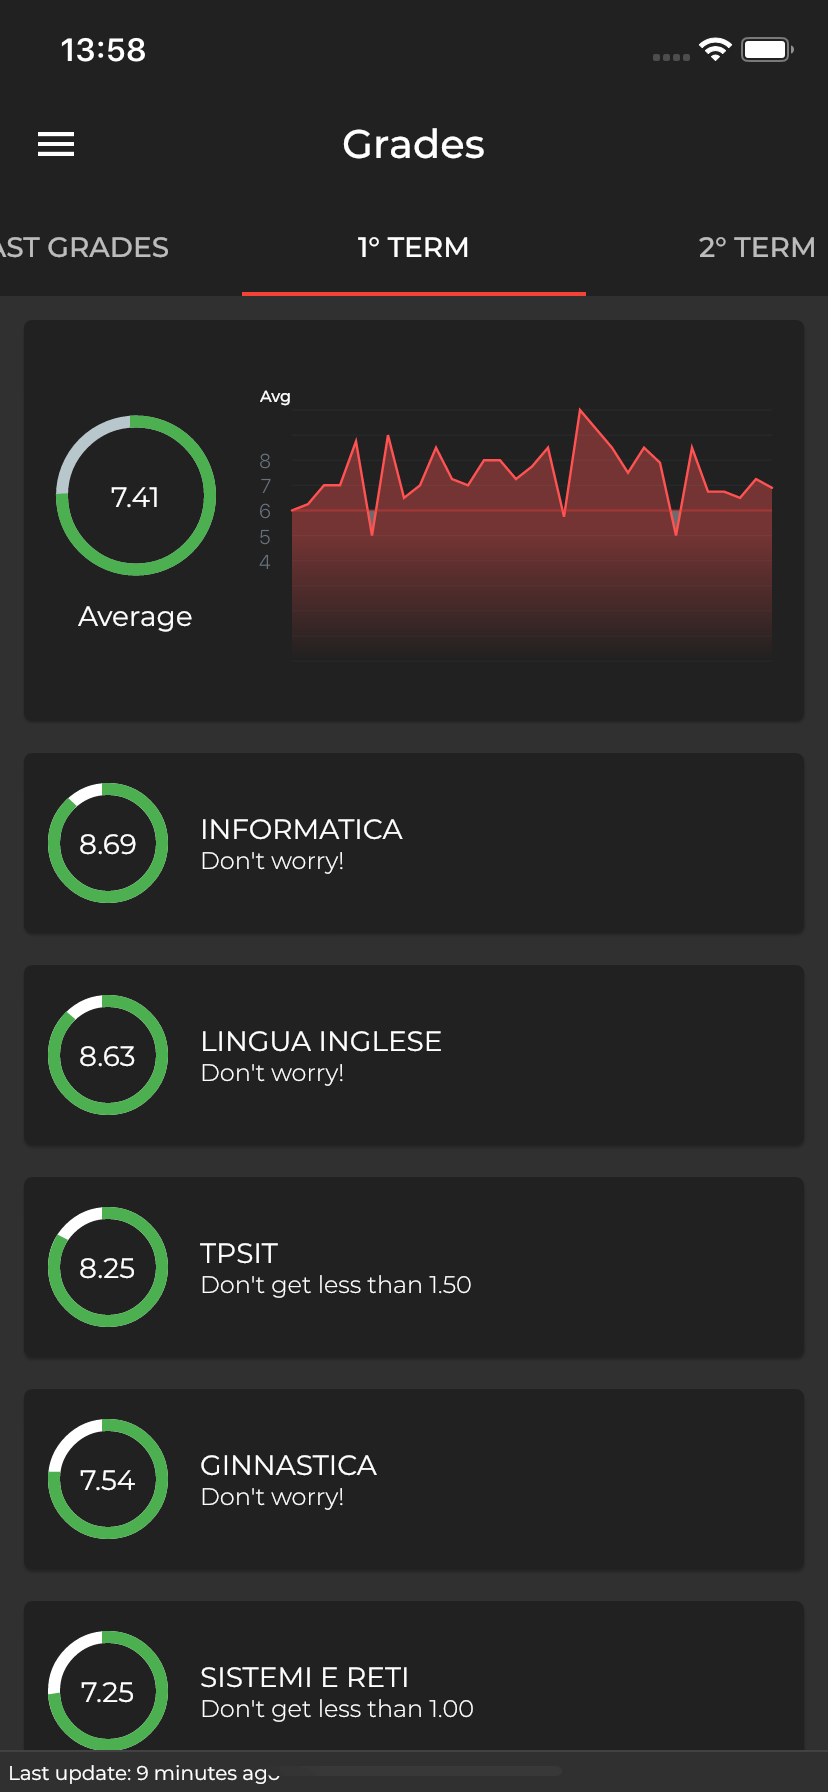 13:58
Grades
AST GRADES
1° TERM
2° TERM
Avg
8
7
6
5
4
7.41
Average
8.69
INFORMATICA
Don't worry!
8.63
LINGUA INGLESE
Don't worry!
8.25
TPSIT
Don't get less than 1.50
7.54
GINNASTICA
Don't worry!
7.25
SISTEMI E RETI
Don't get less than 1.00
Last update: 9 minutes ago